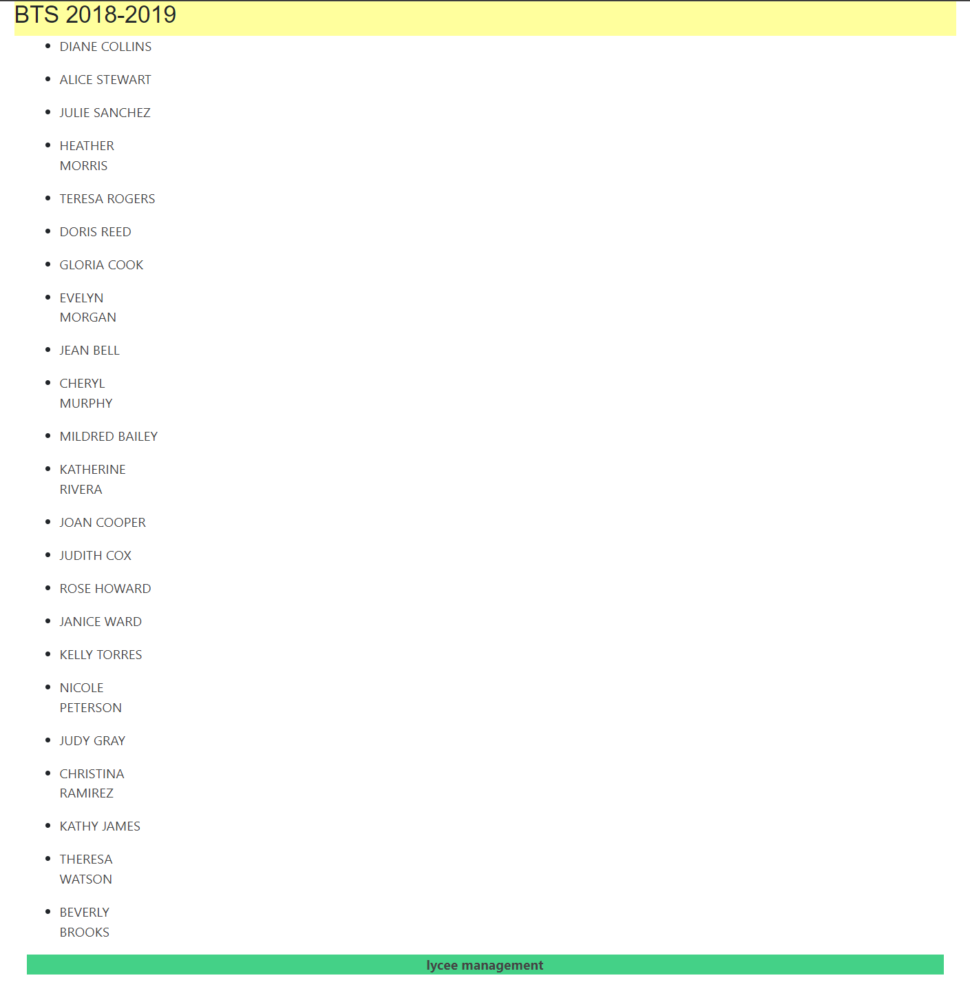 BTS 2018-2019
DIANE COLLINS
ALICE STEWART
JULIE SANCHEZ
HEATHER
MORRIS
TERESA ROGERS
DORIS REED
GLORIA COOK
EVELYN
MORGAN
JEAN BELL
CHERYL
MURPHY
MILDRED BAILEY
KATHERINE
RIVERA
JOAN COOPER
JUDITH COX
ROSE HOWARD
JANICE WARD
KELLY TORRES
NICOLE
PETERSON
JUDY GRAY
CHRISTINA
RAMIREZ
KATHY JAMES
THERESA
WATSON
BEVERLY
BROOKS
lycee management